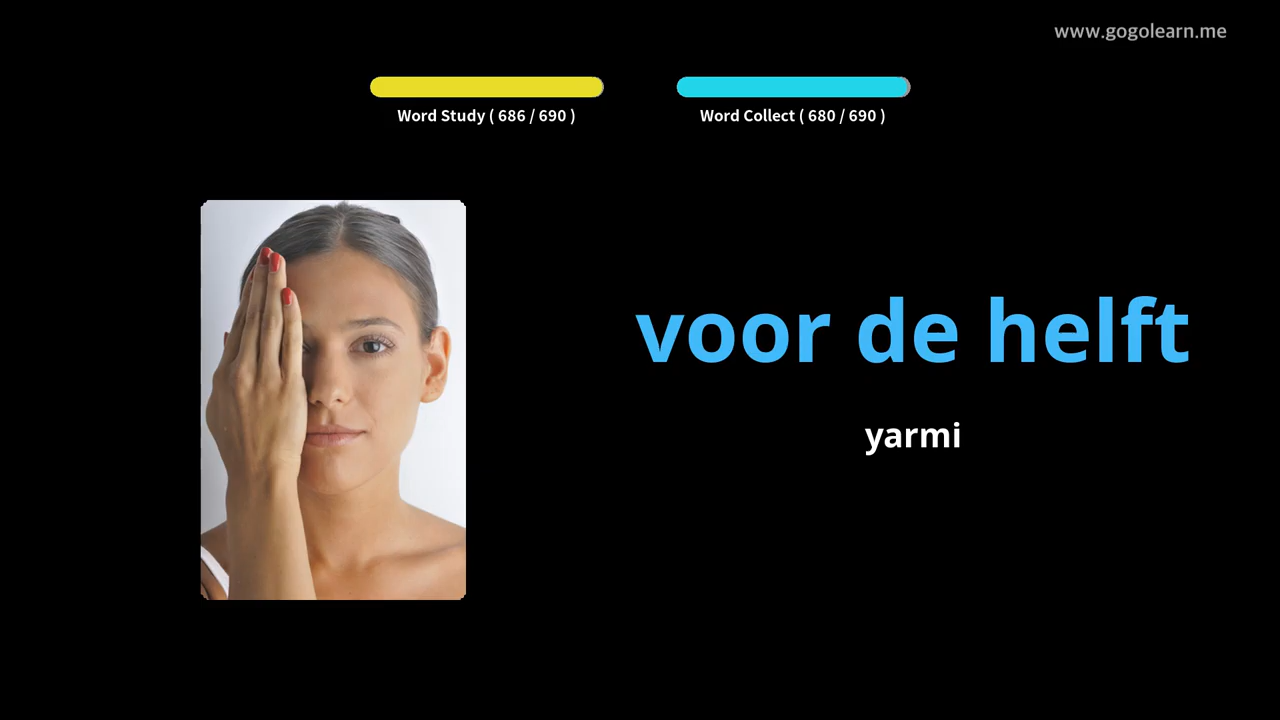 www.gogolearn.me
Word Study ( 686 / 690 )
Word Collect ( 680 / 690 )
voor de helft
yarmi